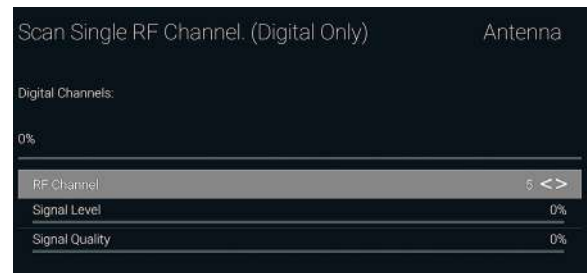 Scan Single RF Channel. (Digital Only) Antenna
Digital Channels:
0%
RF Channel 5 <>
Signal Level 0%
Signal Quality 0%